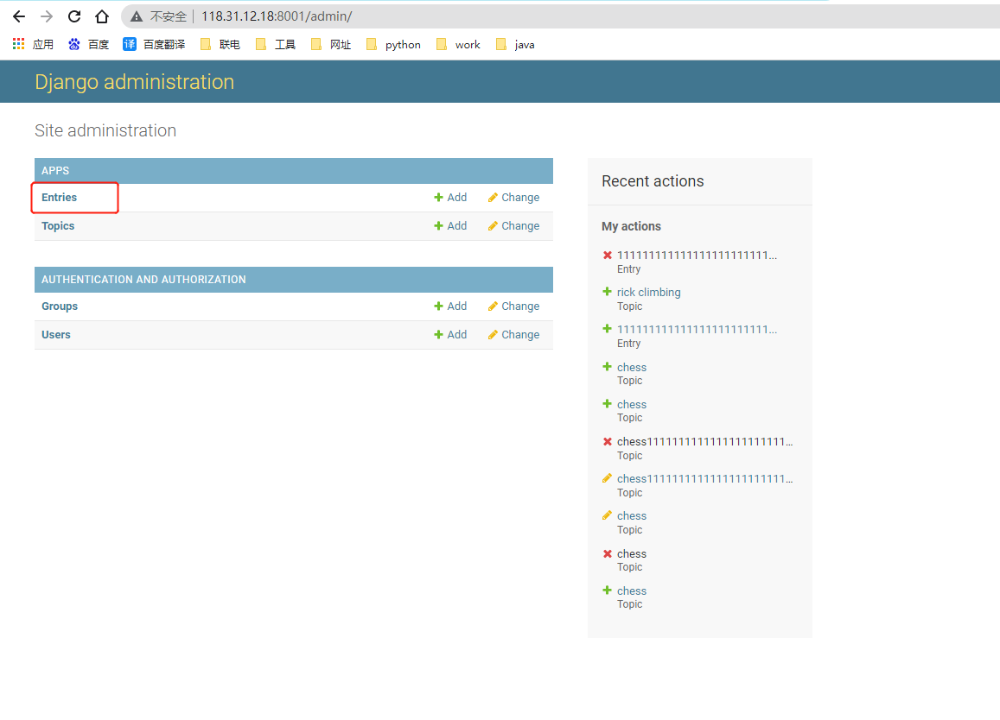 不安全 118.31.12.18:8001/admin/
应用 百度 译 百度翻译 联电 工具 网址 python work java
Django administration
Site administration
APPS
Entries Add Change
Topics Add Change
AUTHENTICATION AND AUTHORIZATION
Groups Add Change
Users Add Change
Recent actions
My actions
1111111111111111111111111...
Entry
rick climbing
Topic
1111111111111111111111111...
Entry
chess
Topic
chess
Topic
chess11111111111111111111111...
Topic
chess11111111111111111111111...
Topic
chess
Topic
chess
Topic
chess
Topic